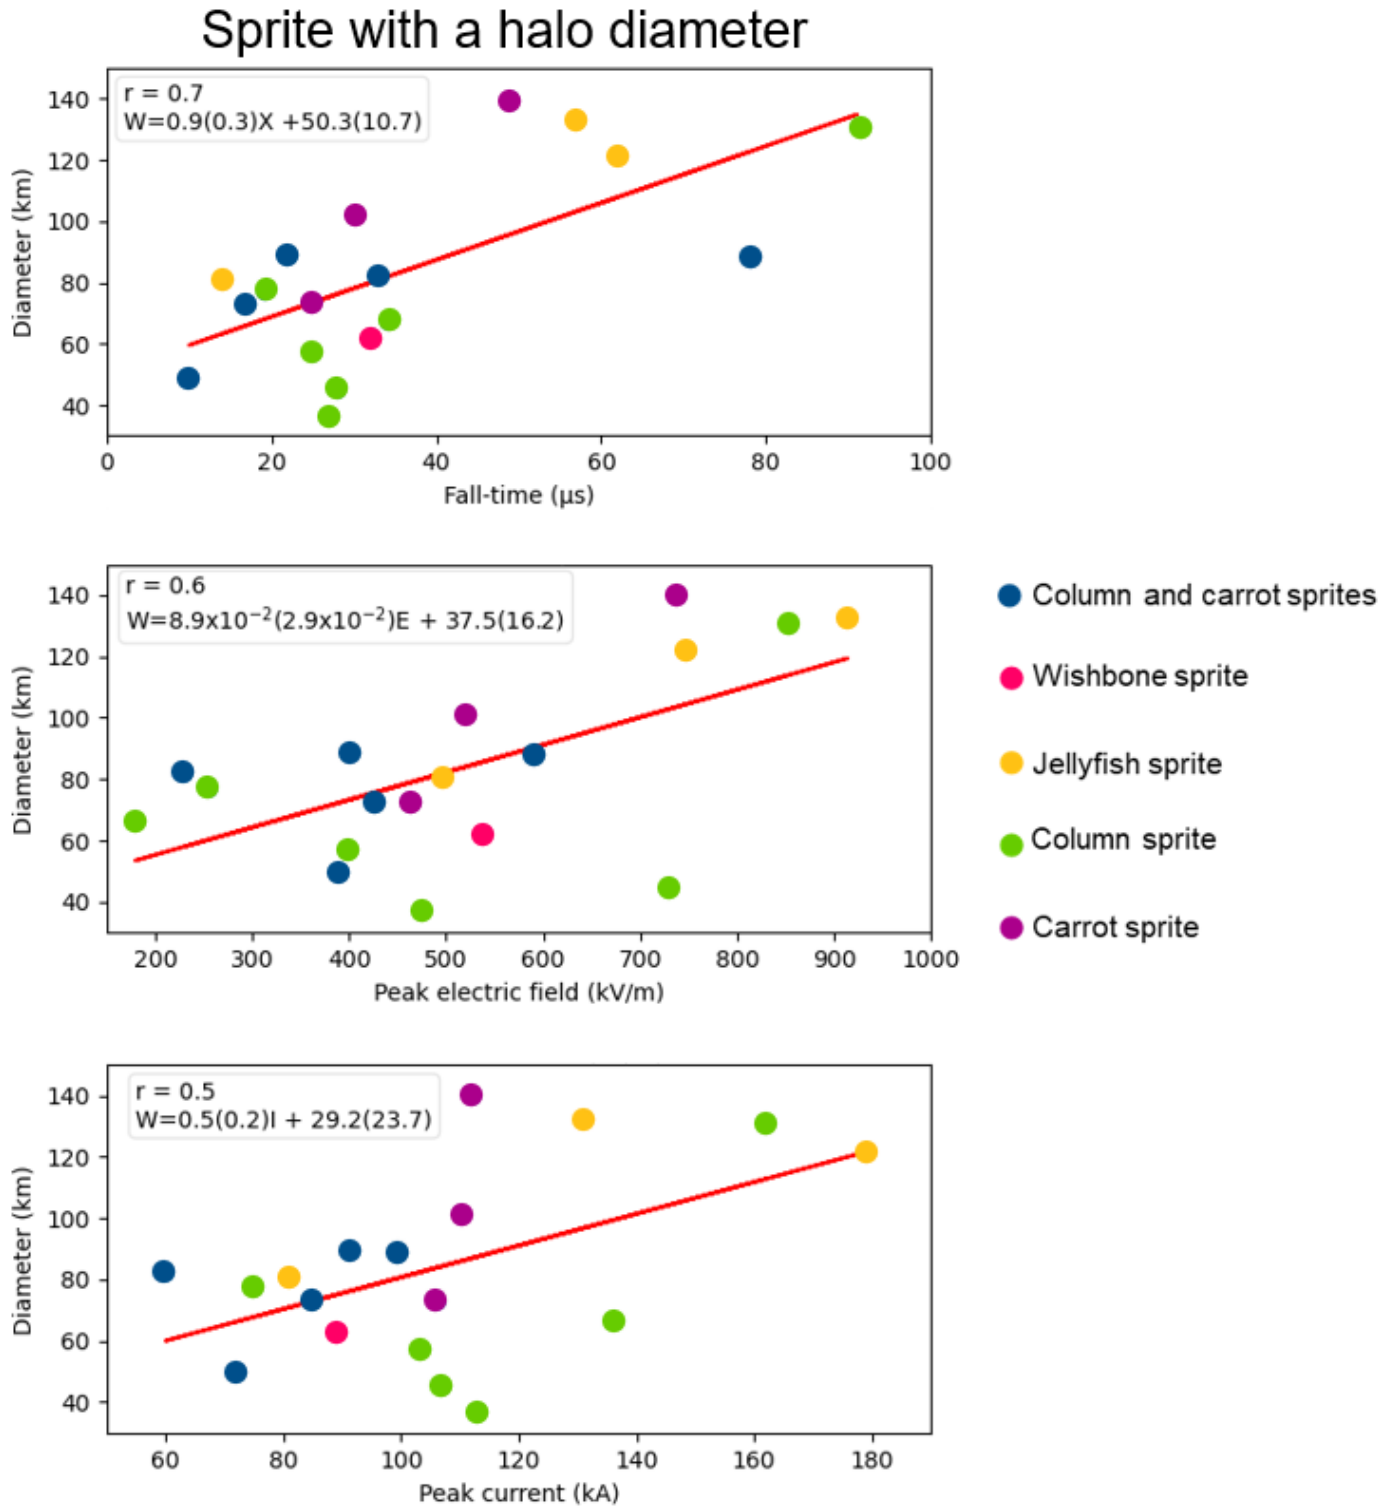 Sprite with a halo diameter
r = 0.7
W=0.9(0.3)X +50.3(10.7)
140
120
100
80
60
40
Diameter (km)
0 20 40 60 80 100
Fall-time (μs)
r = 0.6
W=8.9x10⁻²(2.9x10⁻²)E + 37.5(16.2)
140
120
100
80
60
40
Diameter (km)
200 300 400 500 600 700 800 900 1000
Peak electric field (kV/m)
Column and carrot sprites
Wishbone sprite
Jellyfish sprite
Column sprite
Carrot sprite
r = 0.5
W=0.5(0.2)I + 29.2(23.7)
140
120
100
80
60
40
Diameter (km)
60 80 100 120 140 160 180
Peak current (kA)